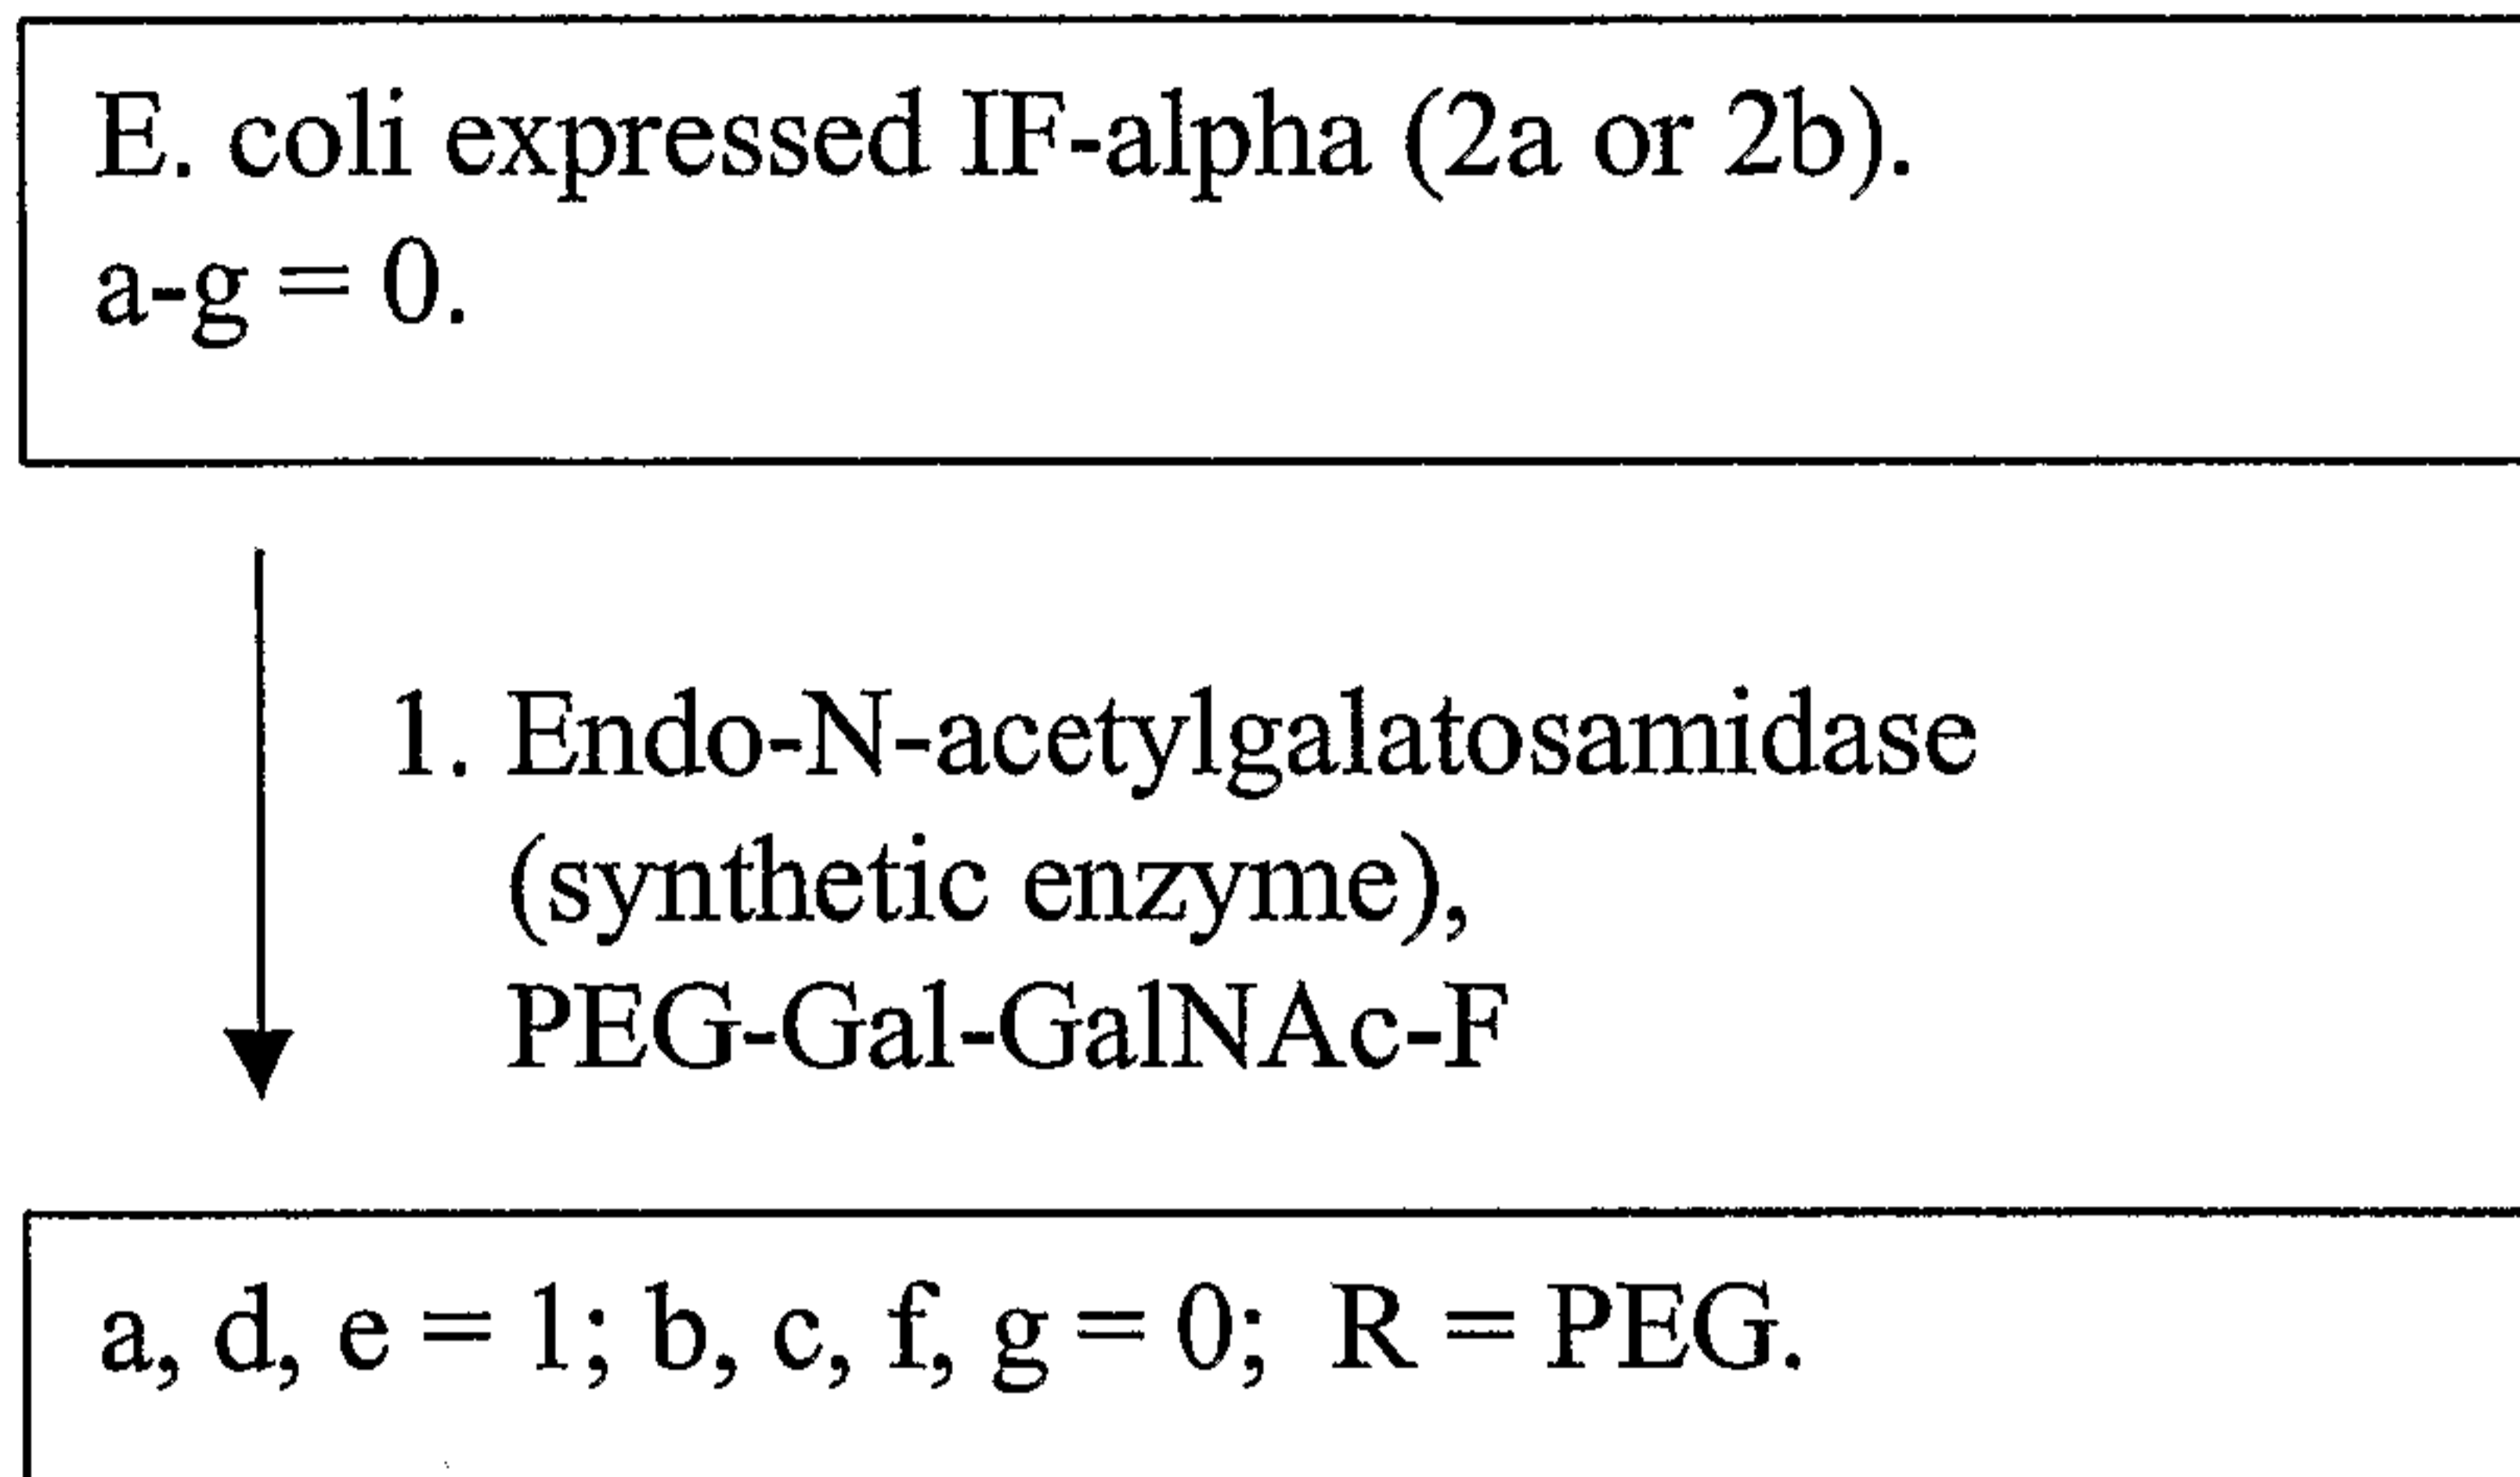 E. coli expressed IF-alpha (2a or 2b).
a-g = 0.
1. Endo-N-acetylgalatosamidase
(synthetic enzyme),
PEG-Gal-GalNAc-F
a, d, e = 1; b, c, f, g = 0; R = PEG.